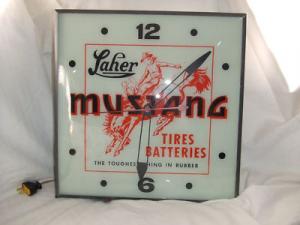 12
Laher
MUSTANG
TIRES
BATTERIES
THE TOUGHEST THING IN RUBBER
6